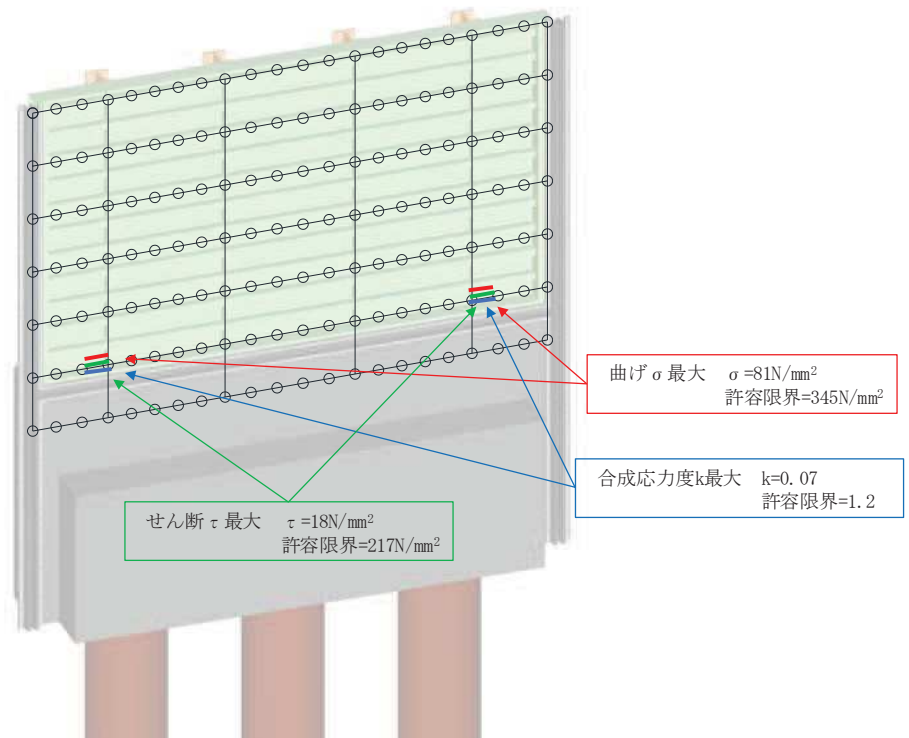 曲げσ最大 σ=81N/mm²
許容限界=345N/mm²
合成応力度k最大 k=0.07
許容限界=1.2
せん断τ最大 τ=18N/mm²
許容限界=217N/mm²